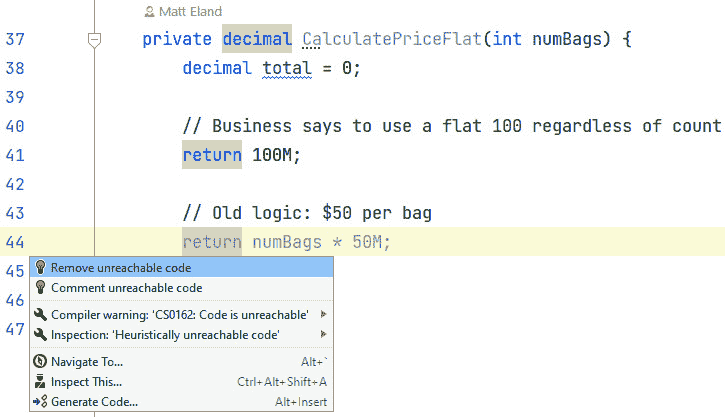 Matt Eland
37 private decimal CalculatePriceFlat(int numBags) {
38 decimal total = 0;
39
40 // Business says to use a flat 100 regardless of count
41 return 100M;
42
43 // Old logic: $50 per bag
44 return numBags * 50M;
45 Remove unreachable code
Comment unreachable code
46 Compiler warning: 'CS0162: Code is unreachable'
47 Inspection: 'Heuristically unreachable code'
Navigate To... Alt+`
Inspect This... Ctrl+Alt+Shift+A
Generate Code... Alt+Insert